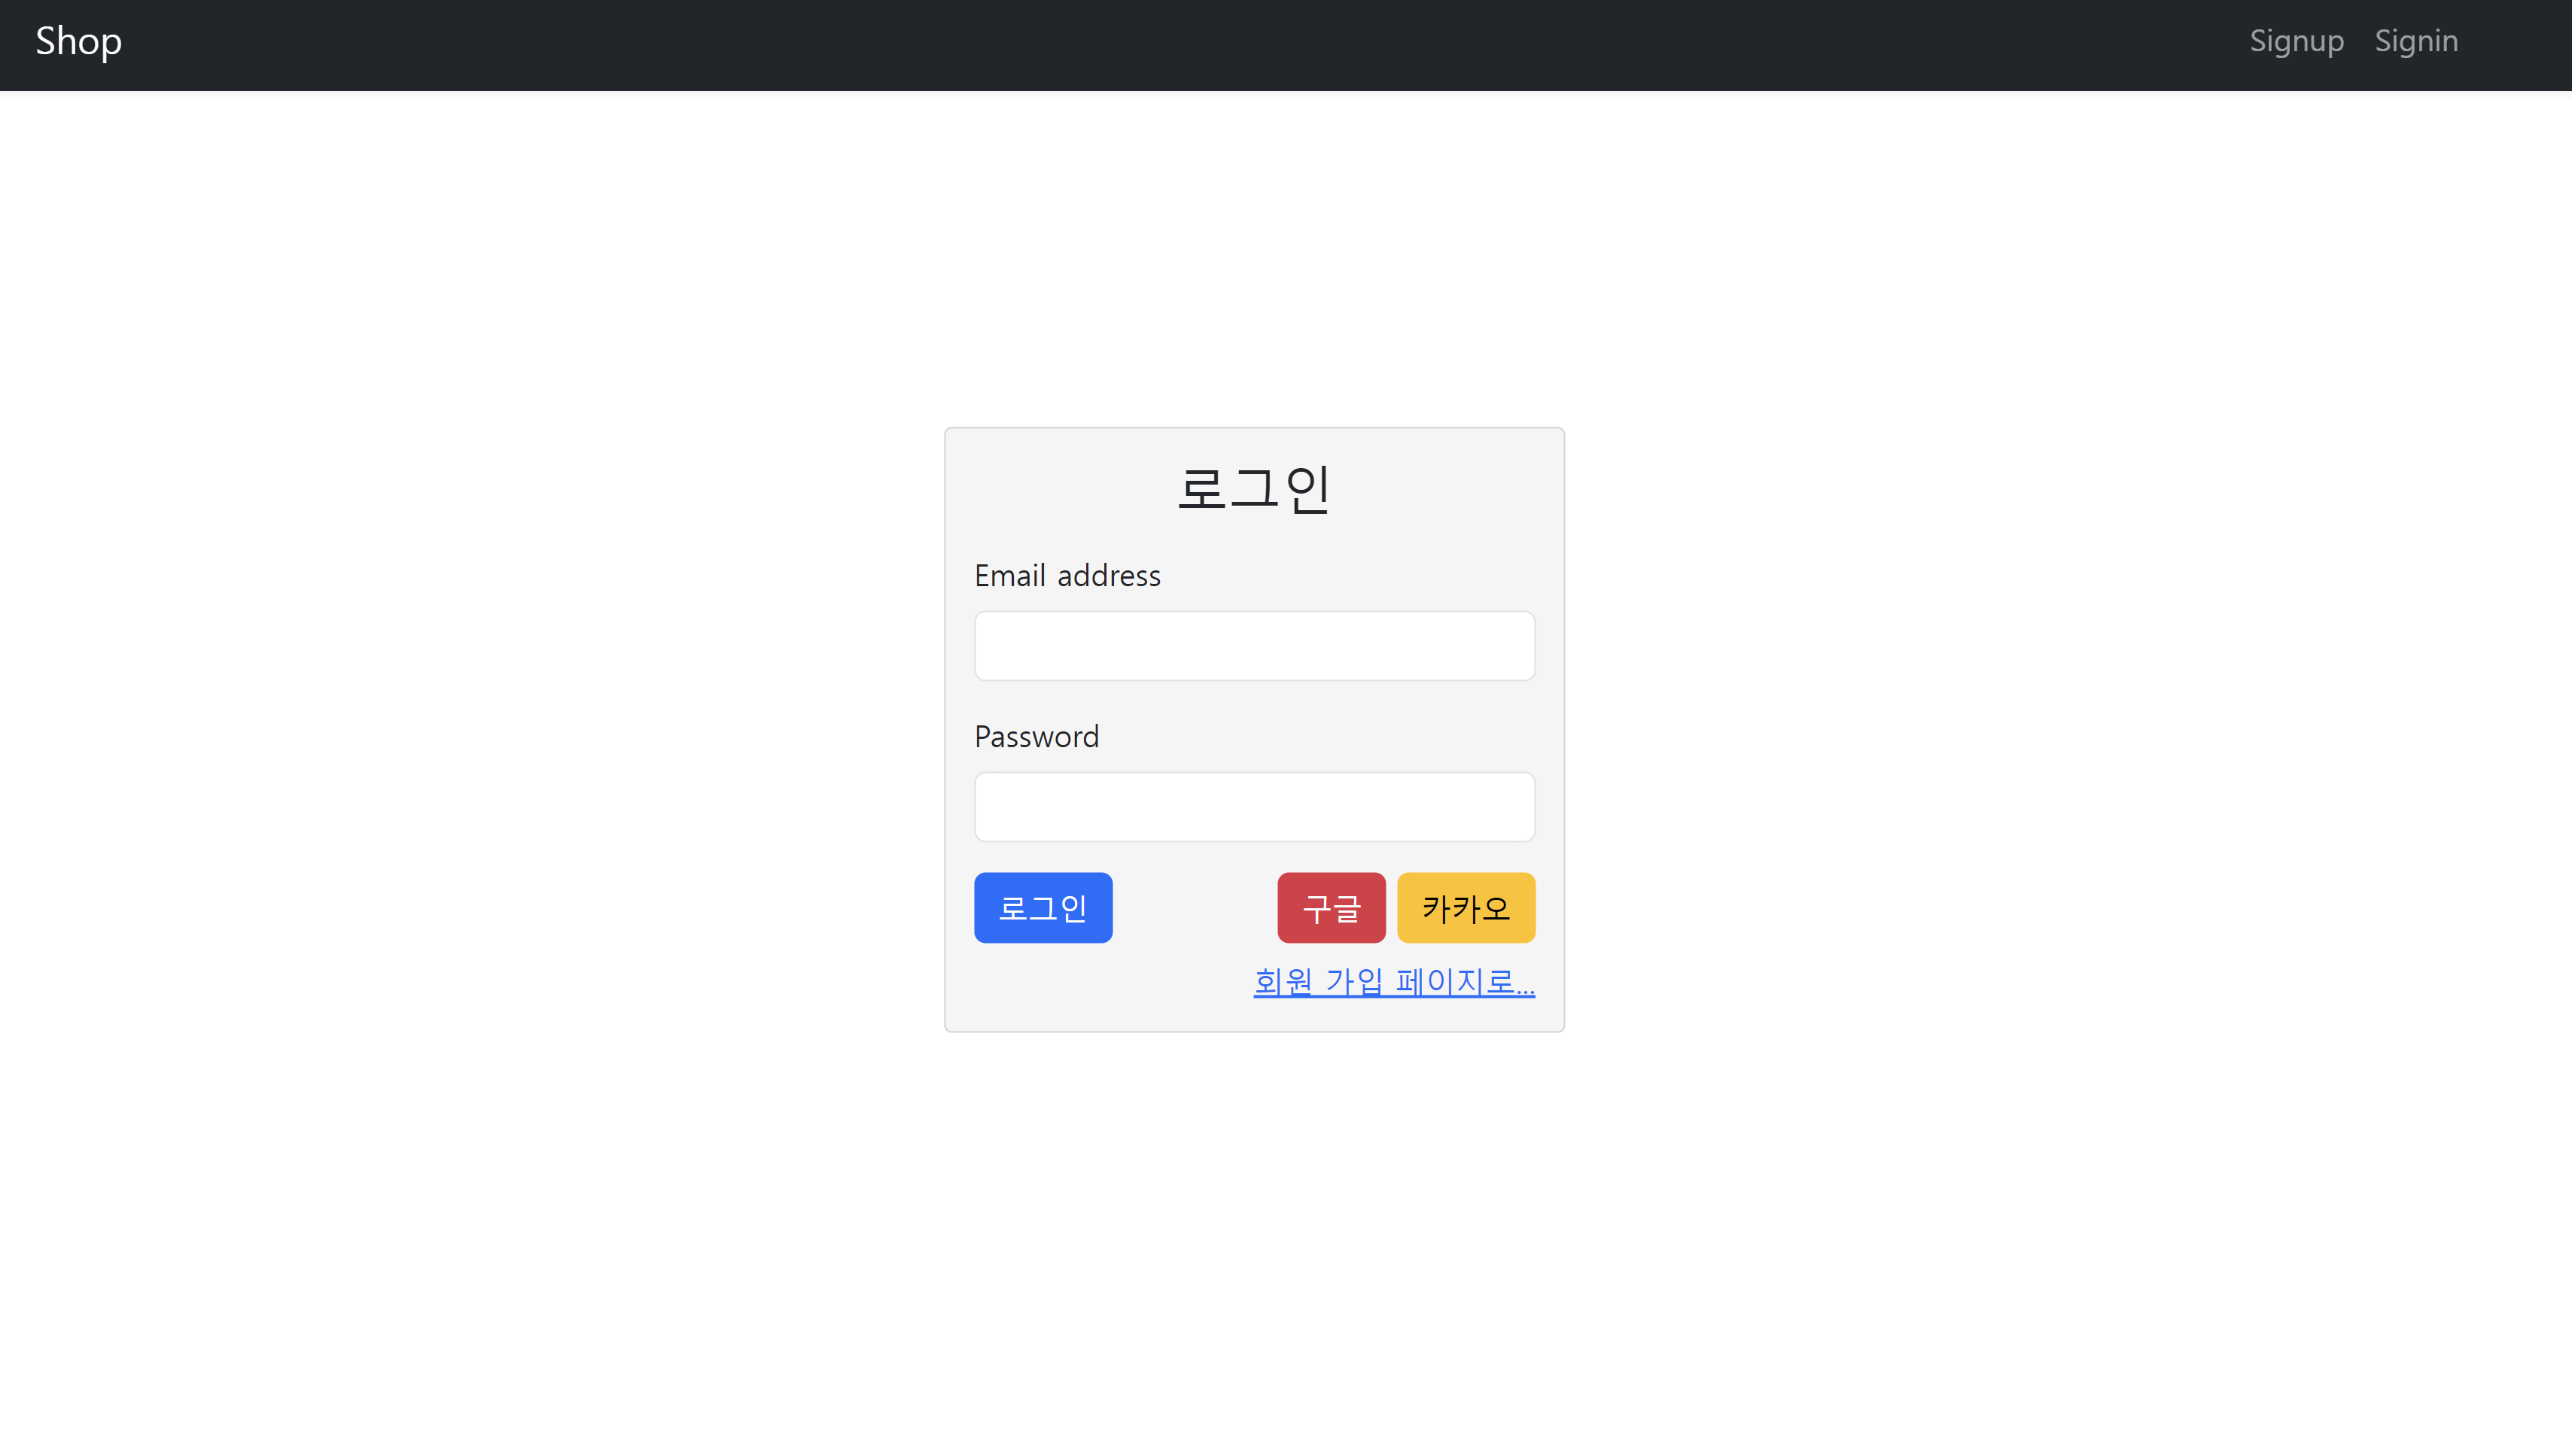 Shop Signup Signin
로그인
Email address
Password
로그인 구글 카카오
회원 가입 페이지로...